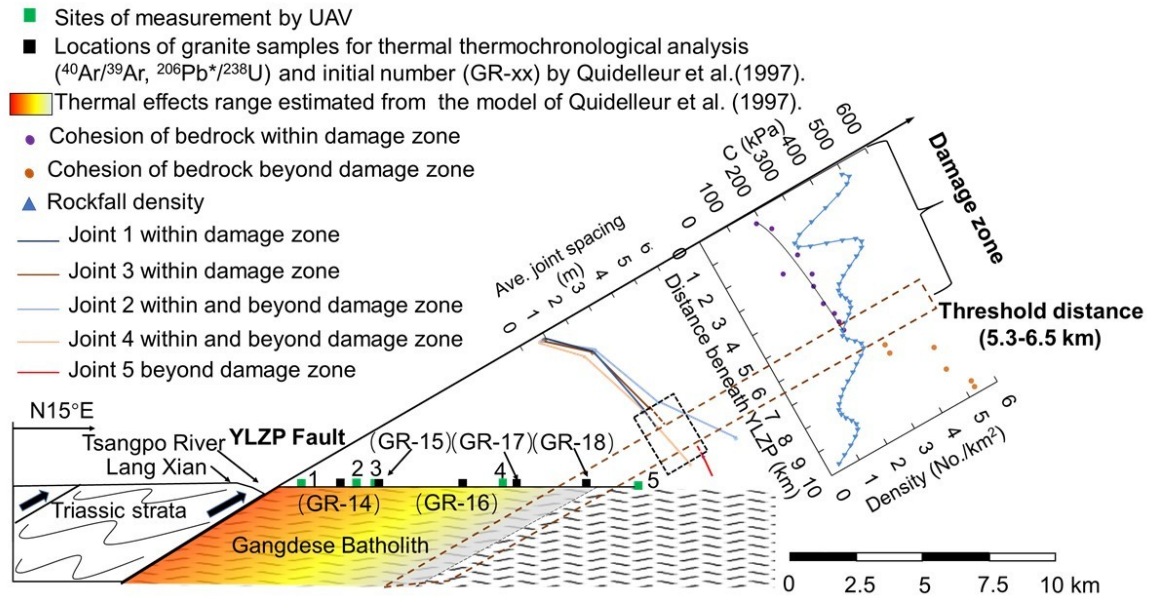 Sites of measurement by UAV
Locations of granite samples for thermal thermochronological analysis
(⁴⁰Ar/³⁹Ar, ²⁰⁶Pb*/²³⁸U) and initial number (GR-xx) by Quidelleur et al.(1997).
Thermal effects range estimated from the model of Quidelleur et al. (1997).
Cohesion of bedrock within damage zone
Cohesion of bedrock beyond damage zone
Rockfall density
Joint 1 within damage zone
Joint 3 within damage zone
Joint 2 within and beyond damage zone
Joint 4 within and beyond damage zone
Joint 5 beyond damage zone
Ave. joint spacing
(m)
0 1 2 3 4 5 6
C (kPa)
0 100 200 300 400 500 600
Damage zone
Threshold distance
(5.3-6.5 km)
Distance beneath YLZP (km)
0 1 2 3 4 5 6 7 8 9 10
Density (No./km²)
0 1 2 3 4 5 6
N15°E
Tsangpo River
YLZP Fault
Lang Xian
(GR-15) (GR-17) (GR-18)
1 2 3 4 5
(GR-14) (GR-16)
Triassic strata
Gangdese Batholith
0 2.5 5 7.5 10 km